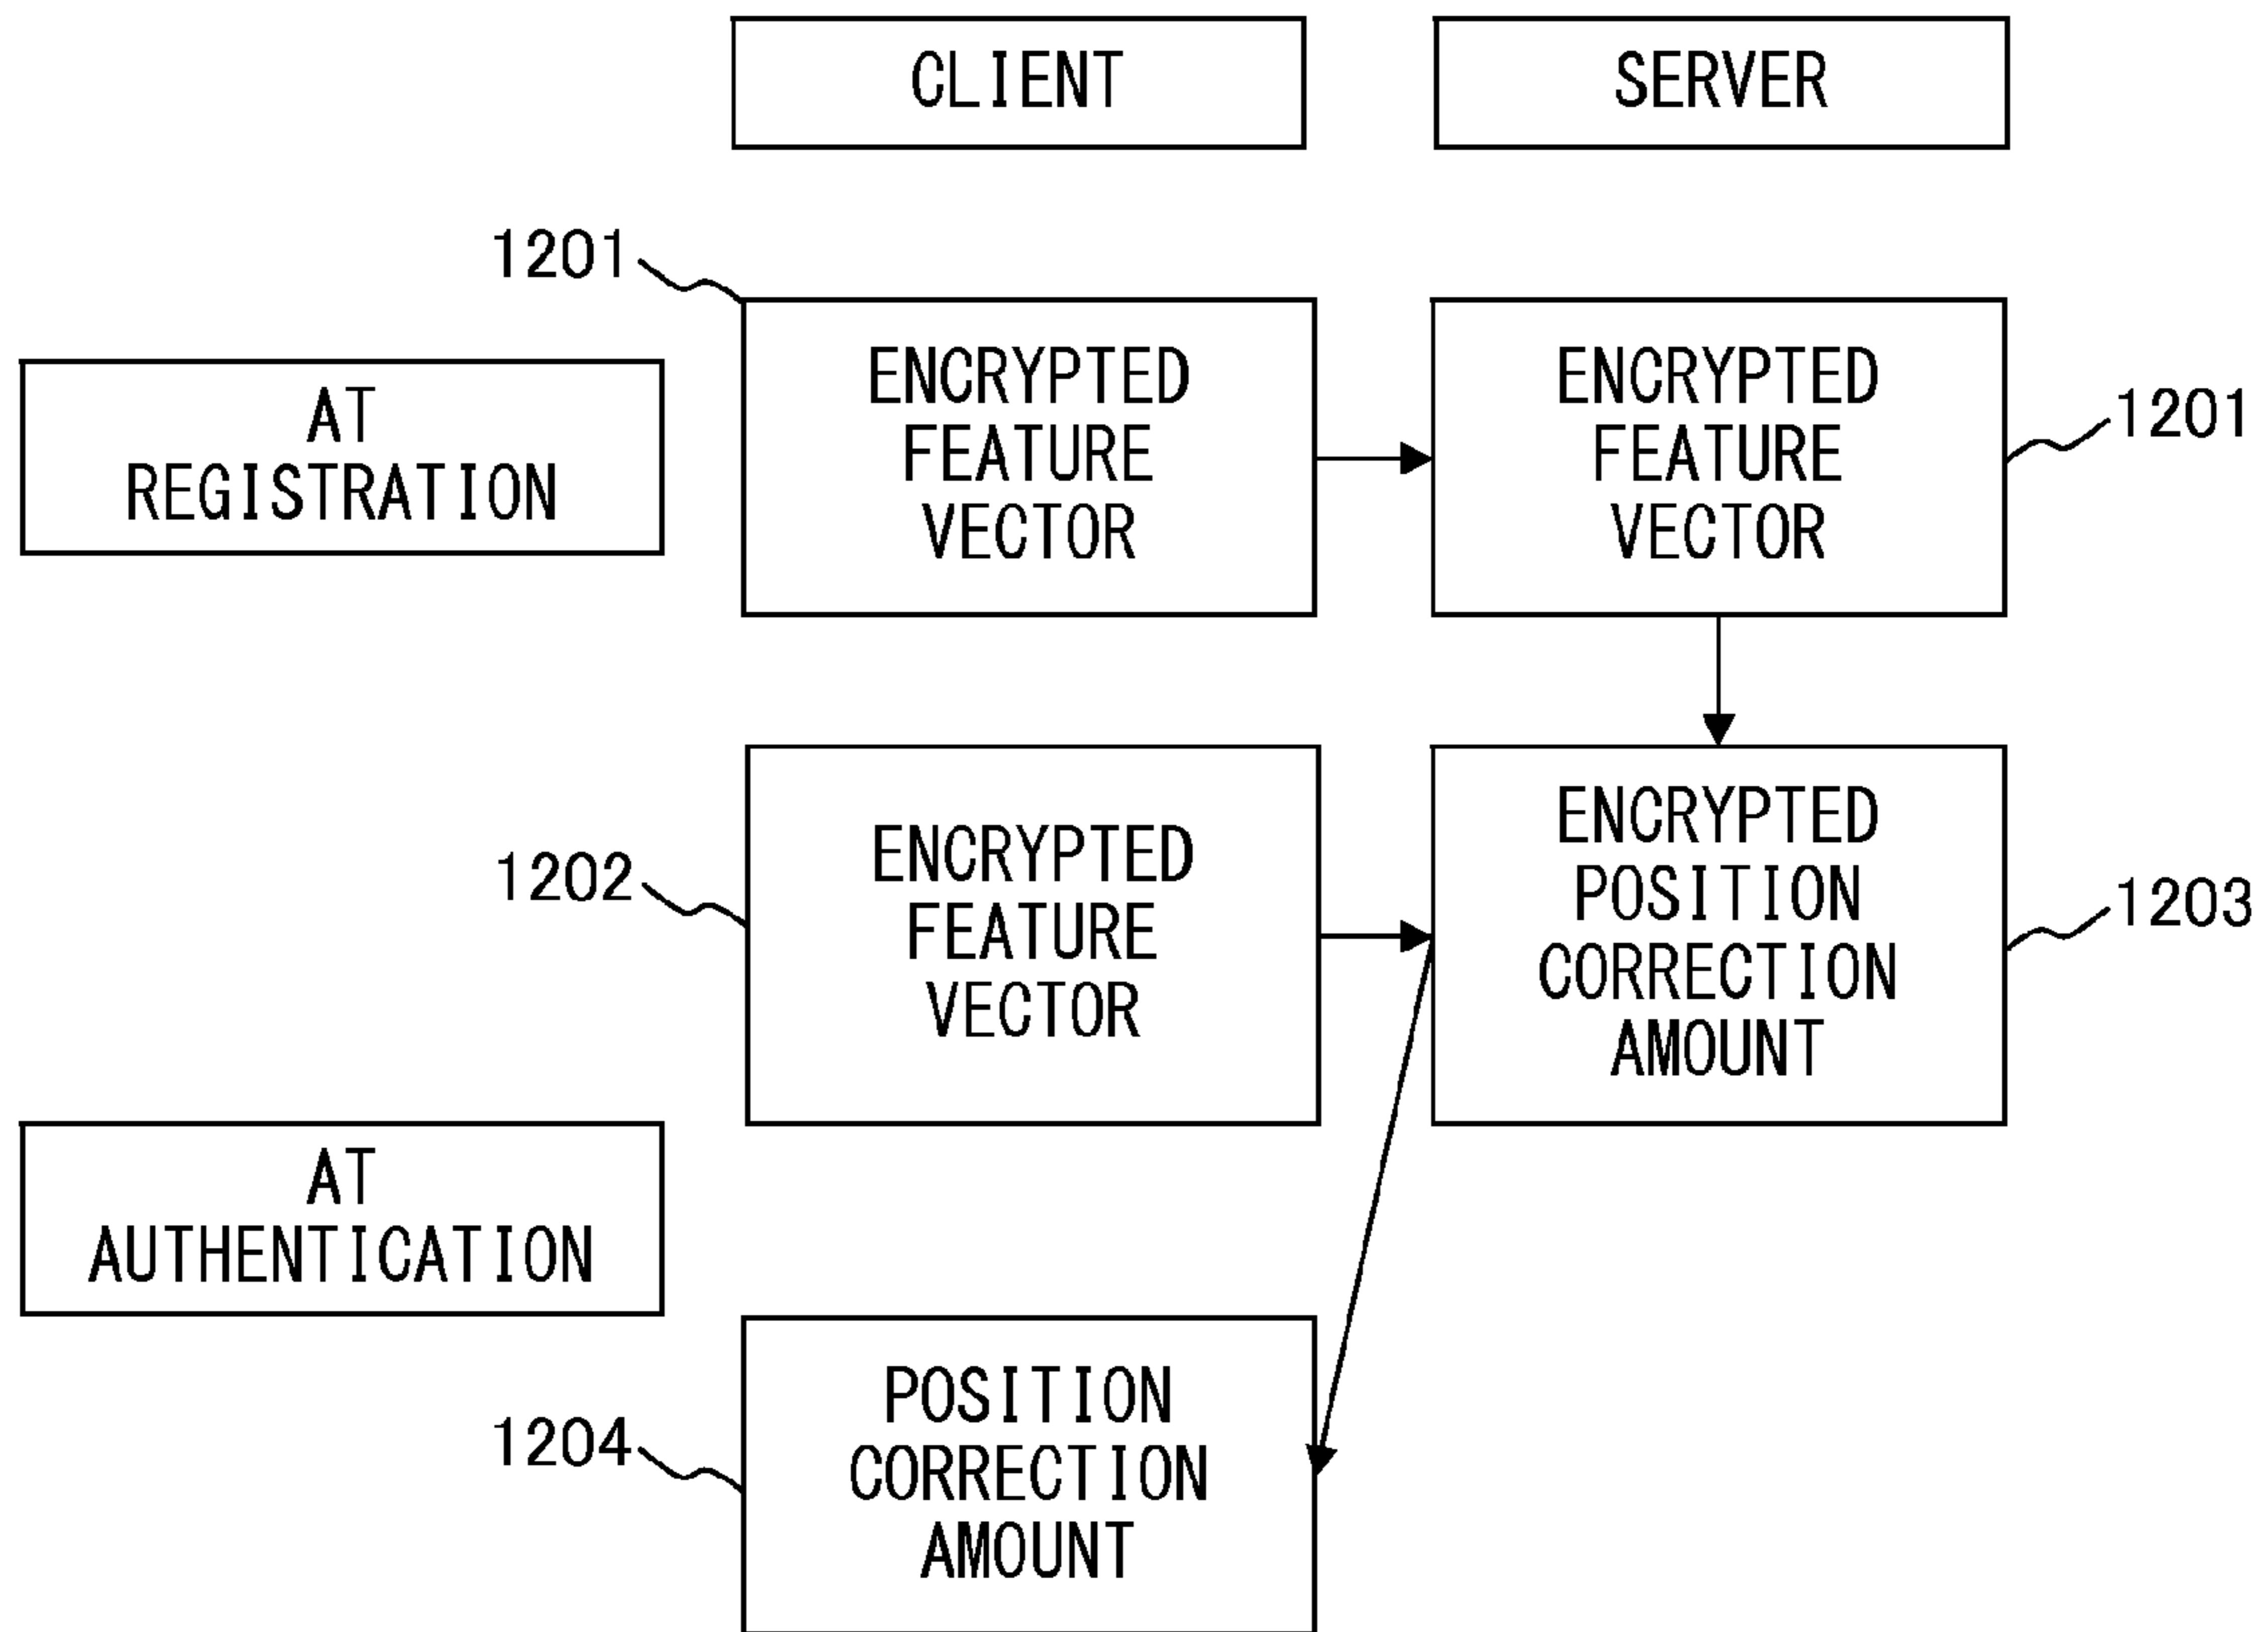 CLIENT
SERVER
1201
ENCRYPTED
FEATURE
VECTOR
ENCRYPTED
FEATURE
VECTOR
1201
AT
REGISTRATION
1202
ENCRYPTED
FEATURE
VECTOR
ENCRYPTED
POSITION
CORRECTION
AMOUNT
1203
AT
AUTHENTICATION
1204
POSITION
CORRECTION
AMOUNT